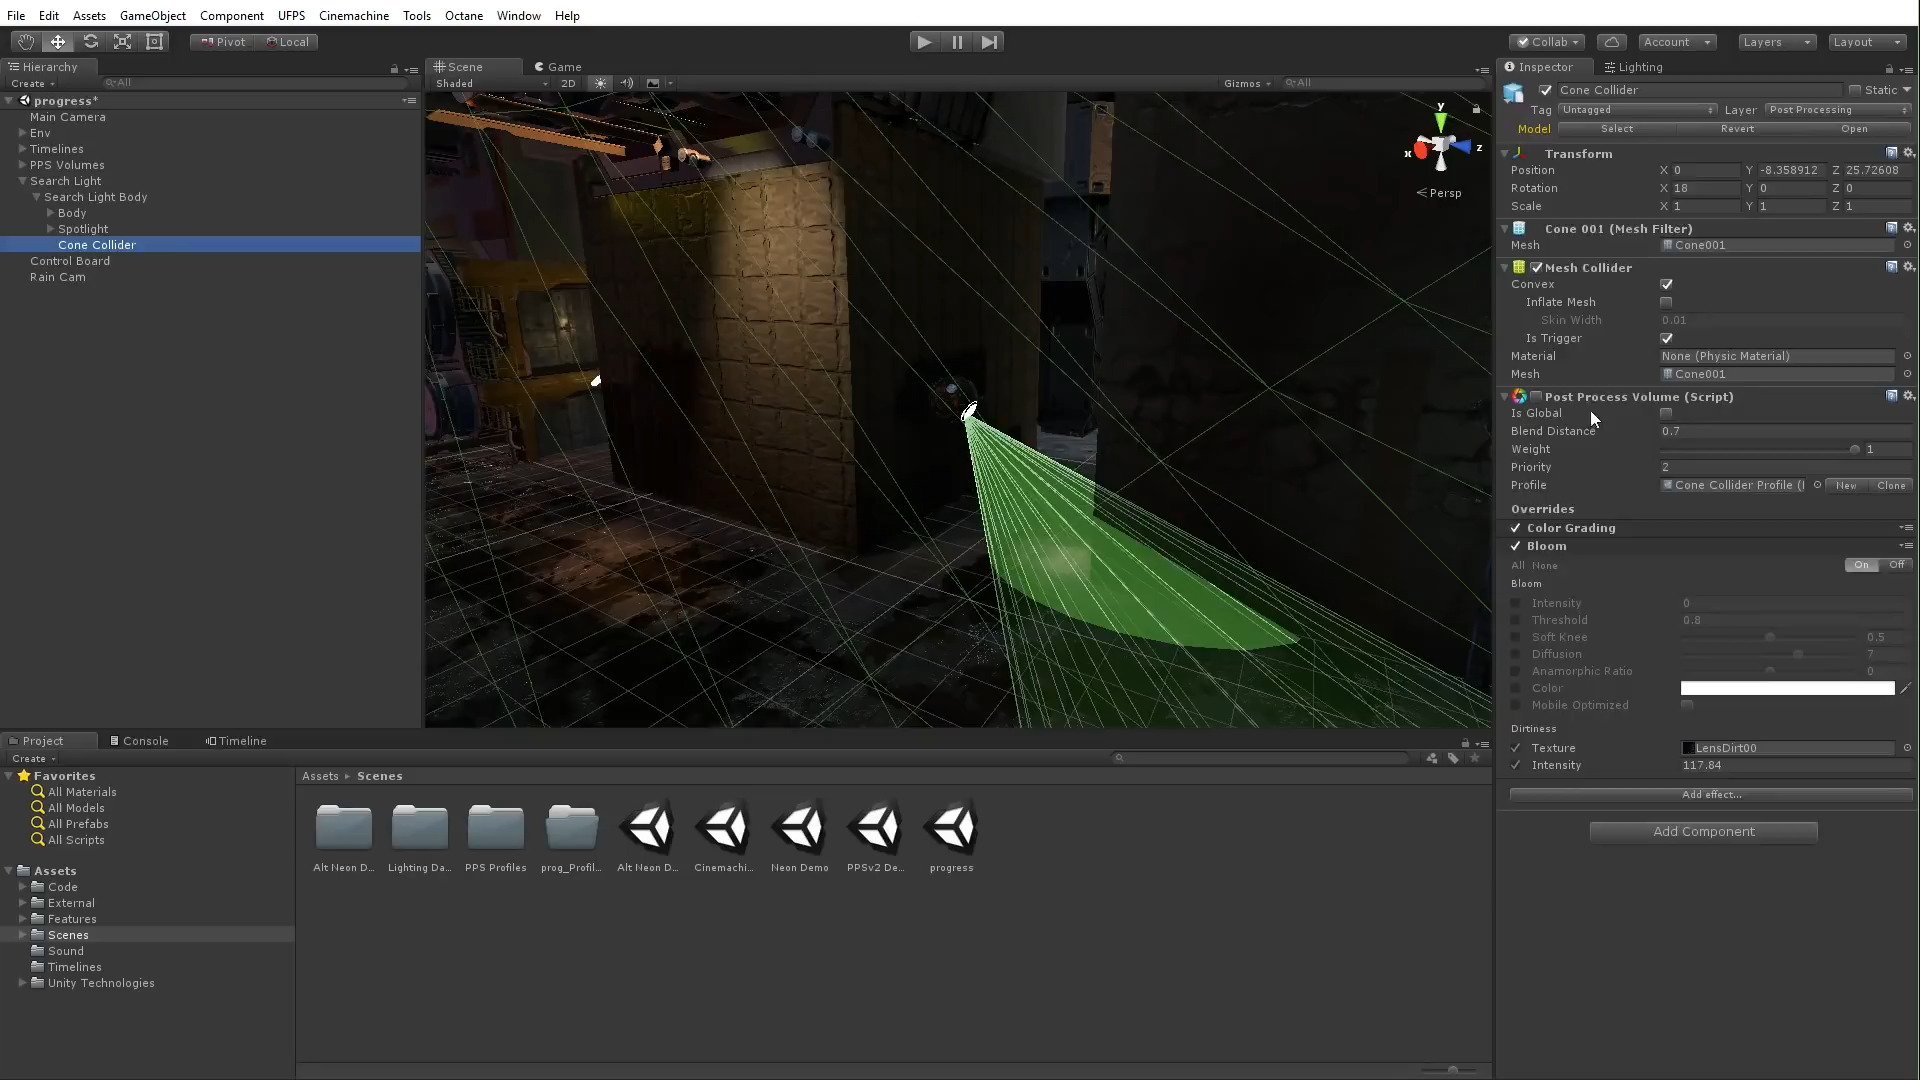 File Edit Assets GameObject Component UFPS Cinemachine Tools Octane Window Help
Pivot Local Collab Account Layers Layout
Hierarchy
Create All
progress*
Main Camera
Env
Timelines
PPS Volumes
Search Light
Search Light Body
Body
Spotlight
Cone Collider
Control Board
Rain Cam
Scene Game
Shaded 2D Gizmos All
y
x z
Persp
Inspector Lighting
Cone Collider Static
Tag Untagged Layer Post Processing
Model Select Revert Open
Transform
Position X 0 Y -8.358912 Z 25.72608
Rotation X 18 Y 0 Z 0
Scale X 1 Y 1 Z 1
Cone 001 (Mesh Filter)
Mesh Cone001
Mesh Collider
Convex
Inflate Mesh
Skin Width 0.01
Is Trigger
Material None (Physic Material)
Mesh Cone001
Post Process Volume (Script)
Is Global
Blend Distance 0.7
Weight 1
Priority 2
Profile Cone Collider Profile ( New Clone
Overrides
Color Grading
Bloom
All None On Off
Bloom
Intensity 0
Threshold 0.8
Soft Knee 0.5
Diffusion 7
Anamorphic Ratio 0
Color
Mobile Optimized
Dirtiness
Texture LensDirt00
Intensity 117.84
Add effect...
Add Component
Project Console Timeline
Create
Favorites
All Materials
All Models
All Prefabs
All Scripts
Assets
Code
External
Features
Scenes
Sound
Timelines
Unity Technologies
Assets Scenes
Alt Neon D... Lighting Da... PPS Profiles prog_Profil... Alt Neon D... Cinemachi... Neon Demo PPSv2 De... progress